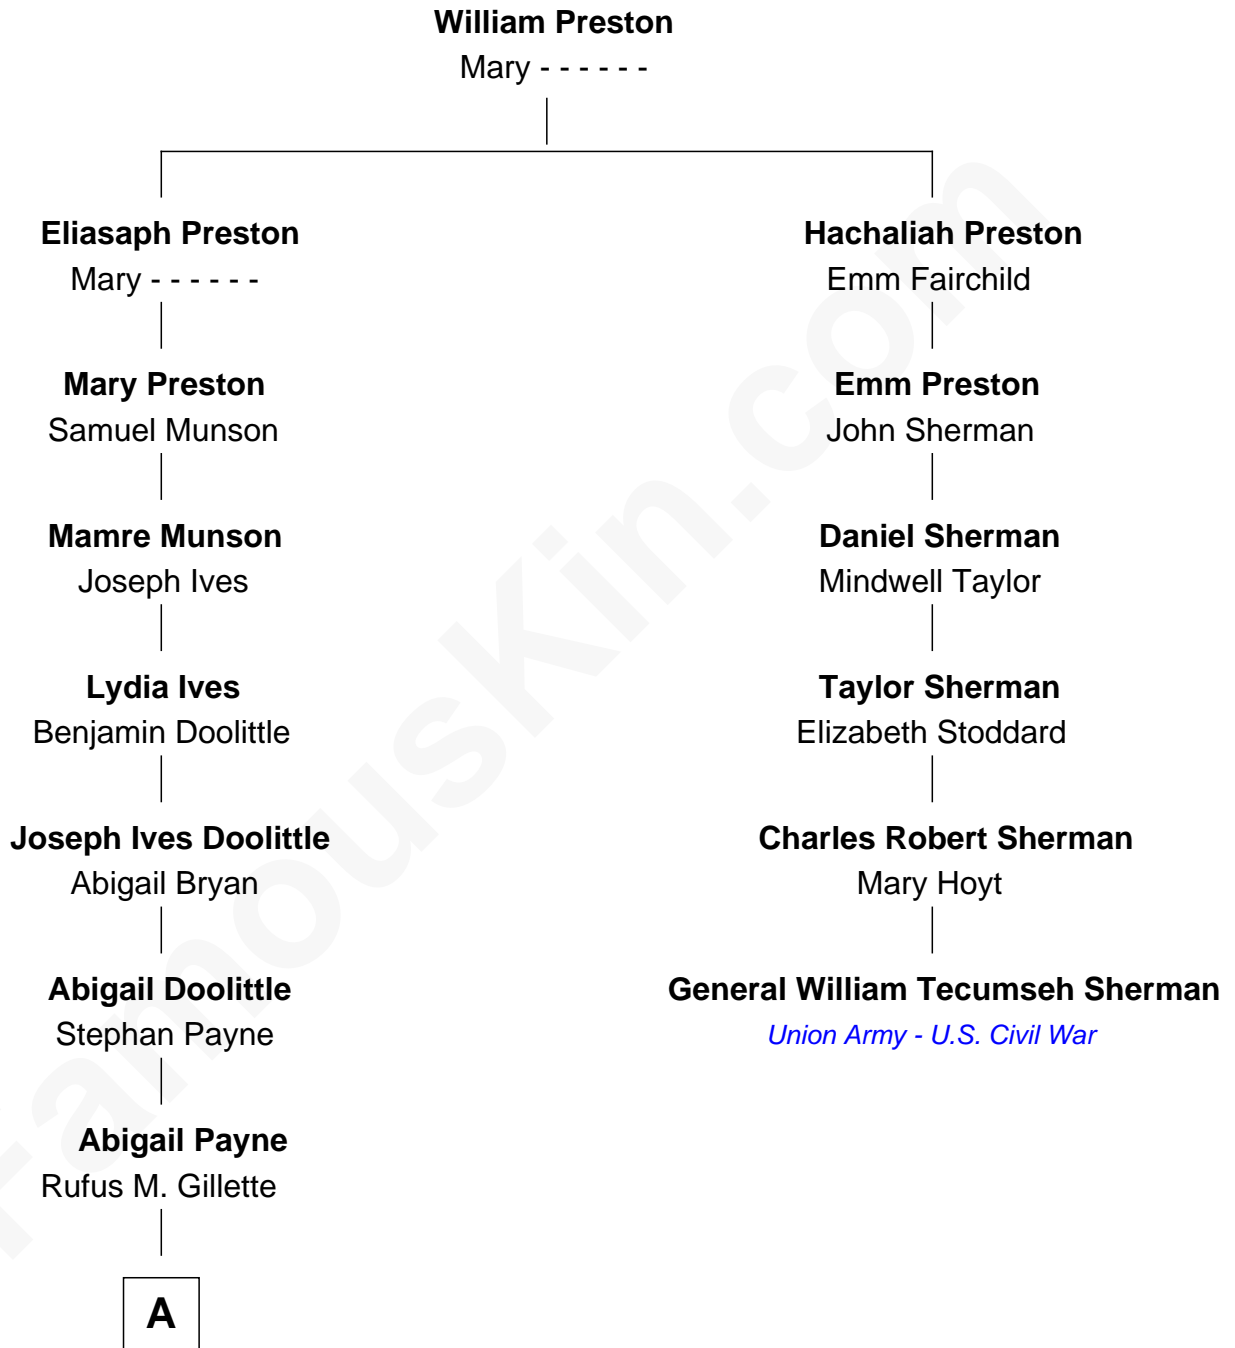 William Preston
Mary - - - - - -
Eliasaph Preston
Mary - - - - - -
Hachaliah Preston
Emm Fairchild
Mary Preston
Samuel Munson
Emm Preston
John Sherman
Mamre Munson
Joseph Ives
Daniel Sherman
Mindwell Taylor
Lydia Ives
Benjamin Doolittle
Taylor Sherman
Elizabeth Stoddard
Joseph Ives Doolittle
Abigail Bryan
Charles Robert Sherman
Mary Hoyt
Abigail Doolittle
Stephan Payne
General William Tecumseh Sherman
Union Army - U.S. Civil War
Abigail Payne
Rufus M. Gillette
A
FamousKin.com